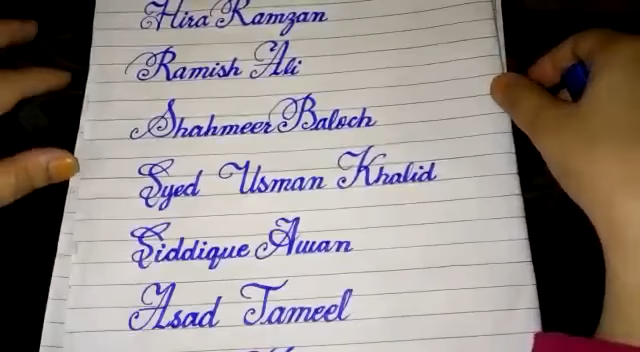 Hira Ramzan
Ramish Ali
Shahmeer Baloch
Syed Usman Khalid
Siddique Awan
Asad Jameel